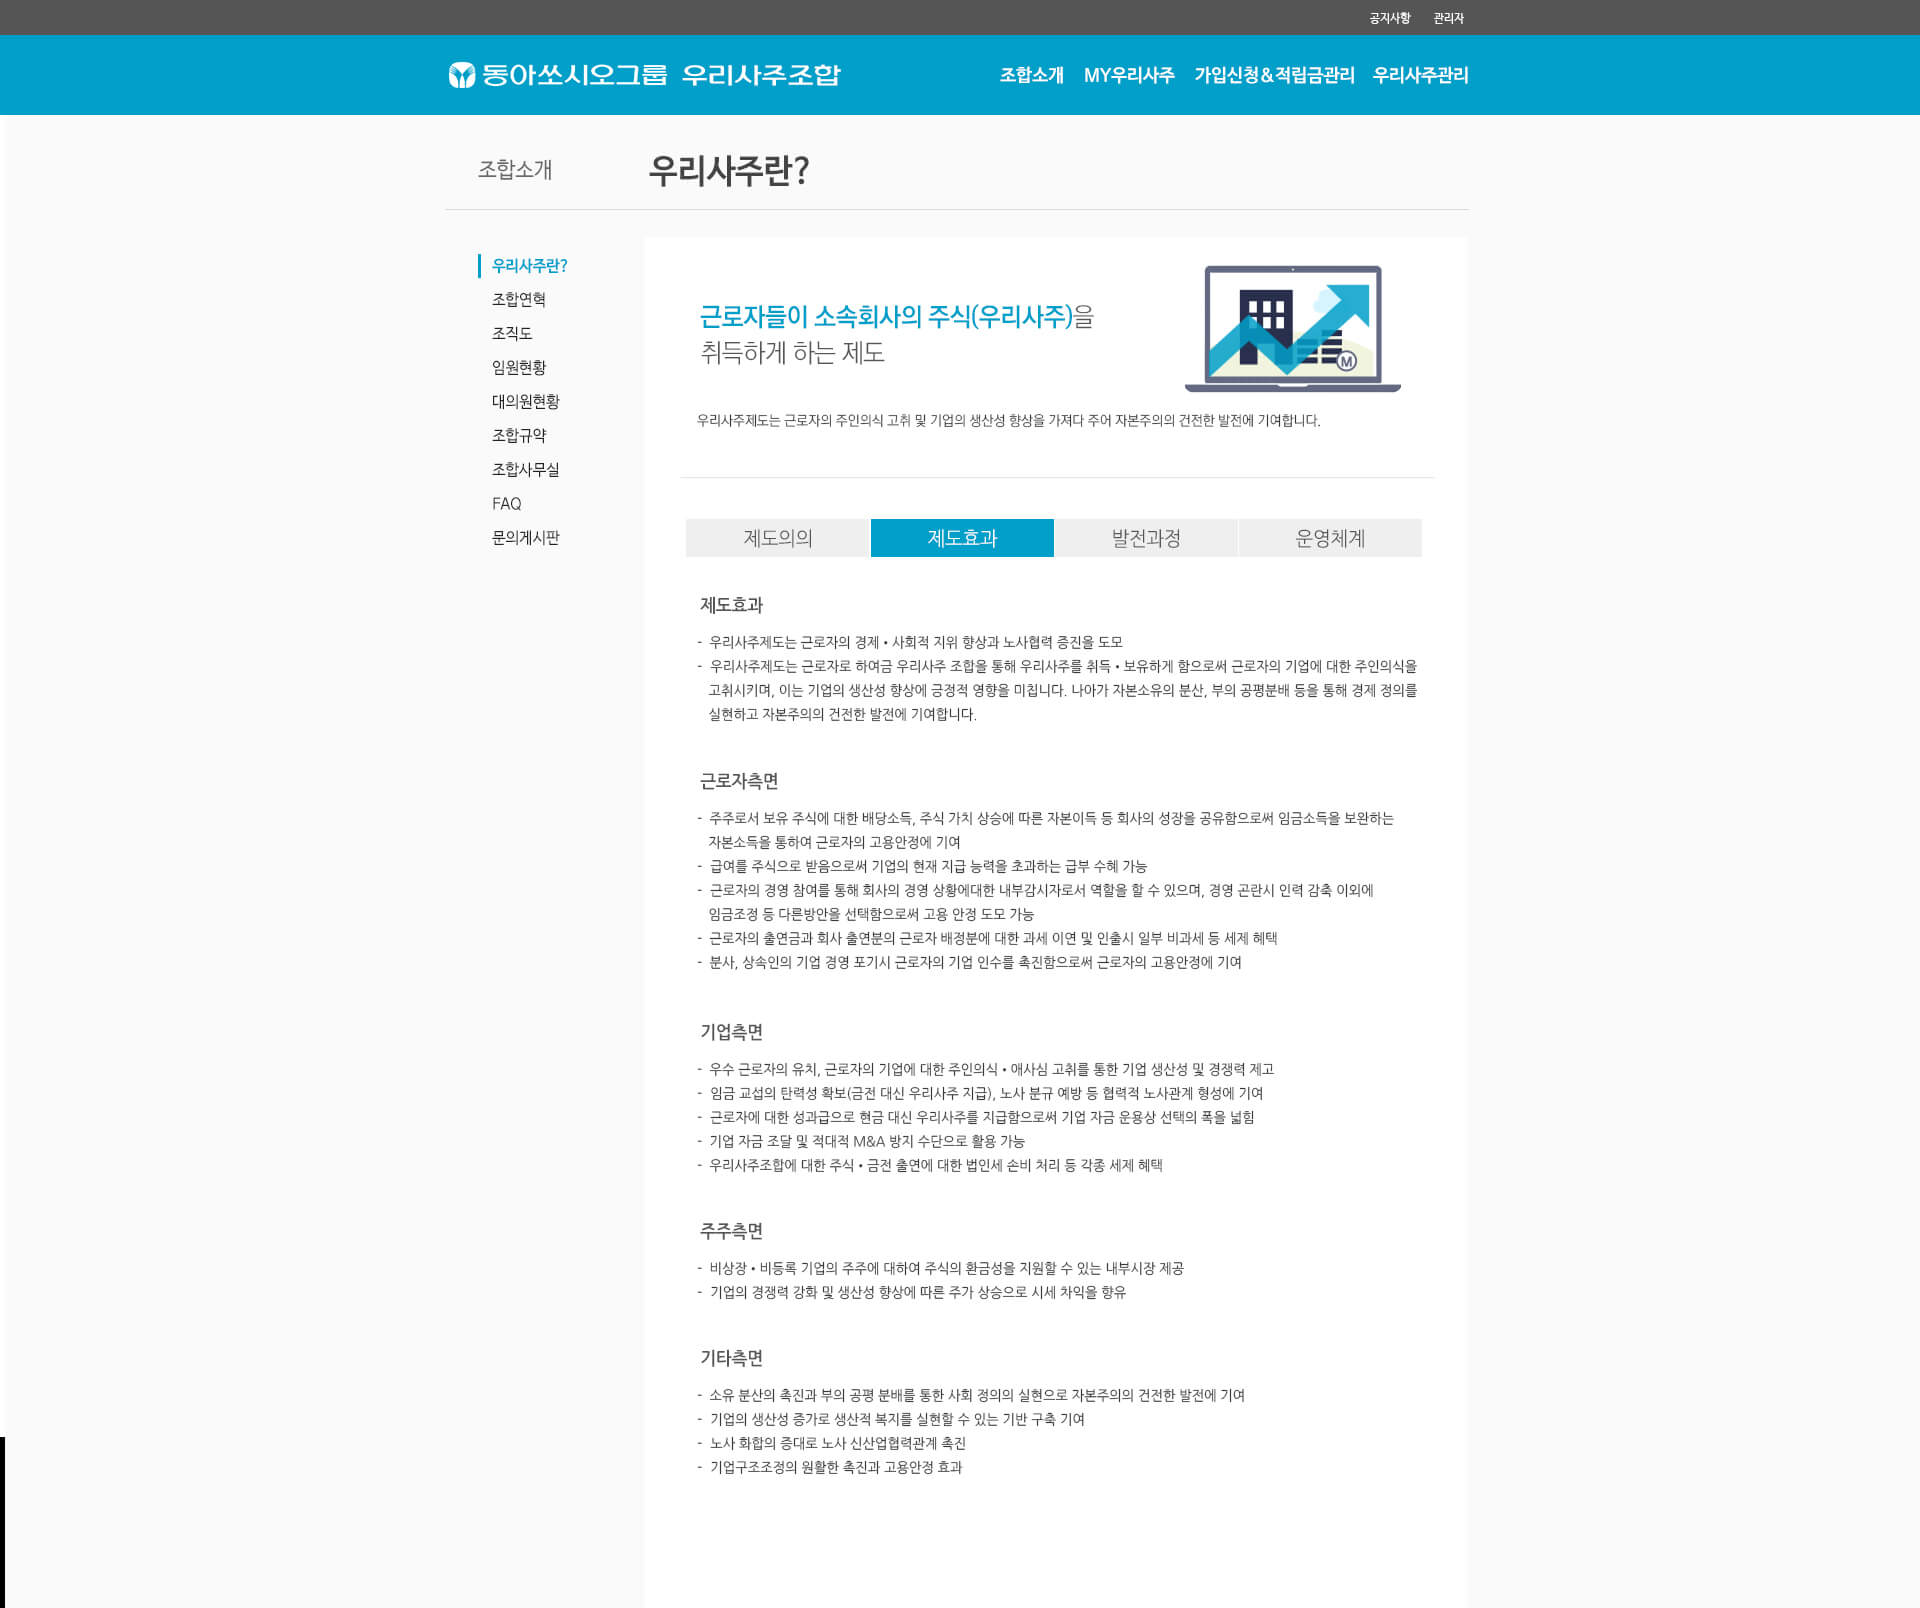 공지사항 관리자
동아쏘시오그룹 우리사주조합
조합소개 MY우리사주 가입신청&적립금관리 우리사주관리
조합소개
우리사주란?
우리사주란?
조합연혁
조직도
임원현황
대의원현황
조합규약
조합사무실
FAQ
문의게시판
근로자들이 소속회사의 주식(우리사주)을
취득하게 하는 제도
M
우리사주제도는 근로자의 주인의식 고취 및 기업의 생산성 향상을 가져다 주어 자본주의의 건전한 발전에 기여합니다.
제도의의 제도효과 발전과정 운영체계
제도효과
- 우리사주제도는 근로자의 경제•사회적 지위 향상과 노사협력 증진을 도모
- 우리사주제도는 근로자로 하여금 우리사주 조합을 통해 우리사주를 취득•보유하게 함으로써 근로자의 기업에 대한 주인의식을
고취시키며, 이는 기업의 생산성 향상에 긍정적 영향을 미칩니다. 나아가 자본소유의 분산, 부의 공평분배 등을 통해 경제 정의를
실현하고 자본주의의 건전한 발전에 기여합니다.
근로자측면
- 주주로서 보유 주식에 대한 배당소득, 주식 가치 상승에 따른 자본이득 등 회사의 성장을 공유함으로써 임금소득을 보완하는
자본소득을 통하여 근로자의 고용안정에 기여
- 급여를 주식으로 받음으로써 기업의 현재 지급 능력을 초과하는 급부 수혜 가능
- 근로자의 경영 참여를 통해 회사의 경영 상황에대한 내부감시자로서 역할을 할 수 있으며, 경영 곤란시 인력 감축 이외에
임금조정 등 다른방안을 선택함으로써 고용 안정 도모 가능
- 근로자의 출연금과 회사 출연분의 근로자 배정분에 대한 과세 이연 및 인출시 일부 비과세 등 세제 혜택
- 분사, 상속인의 기업 경영 포기시 근로자의 기업 인수를 촉진함으로써 근로자의 고용안정에 기여
기업측면
- 우수 근로자의 유치, 근로자의 기업에 대한 주인의식•애사심 고취를 통한 기업 생산성 및 경쟁력 제고
- 임금 교섭의 탄력성 확보(금전 대신 우리사주 지급), 노사 분규 예방 등 협력적 노사관계 형성에 기여
- 근로자에 대한 성과급으로 현금 대신 우리사주를 지급함으로써 기업 자금 운용상 선택의 폭을 넓힘
- 기업 자금 조달 및 적대적 M&A 방지 수단으로 활용 가능
- 우리사주조합에 대한 주식•금전 출연에 대한 법인세 손비 처리 등 각종 세제 혜택
주주측면
- 비상장•비등록 기업의 주주에 대하여 주식의 환금성을 지원할 수 있는 내부시장 제공
- 기업의 경쟁력 강화 및 생산성 향상에 따른 주가 상승으로 시세 차익을 향유
기타측면
- 소유 분산의 촉진과 부의 공평 분배를 통한 사회 정의의 실현으로 자본주의의 건전한 발전에 기여
- 기업의 생산성 증가로 생산적 복지를 실현할 수 있는 기반 구축 기여
- 노사 화합의 증대로 노사 신산업협력관계 촉진
- 기업구조조정의 원활한 촉진과 고용안정 효과